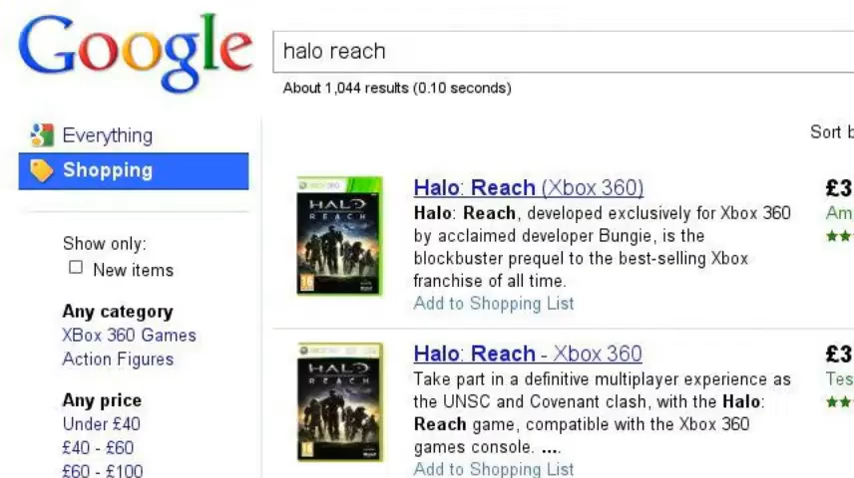 Google
halo reach
About 1,044 results (0.10 seconds)
Everything
Shopping
Sort b
Show only:
New items
Any category
XBox 360 Games
Action Figures
Any price
Under £40
£40 - £60
£60 - £100
HALO
REACH
Halo: Reach (Xbox 360)
Halo: Reach, developed exclusively for Xbox 360
by acclaimed developer Bungie, is the
blockbuster prequel to the best-selling Xbox
franchise of all time.
Add to Shopping List
£3
Am
HALO
REACH
Halo: Reach - Xbox 360
Take part in a definitive multiplayer experience as
the UNSC and Covenant clash, with the Halo:
Reach game, compatible with the Xbox 360
games console. ....
Add to Shopping List
£3
Tes